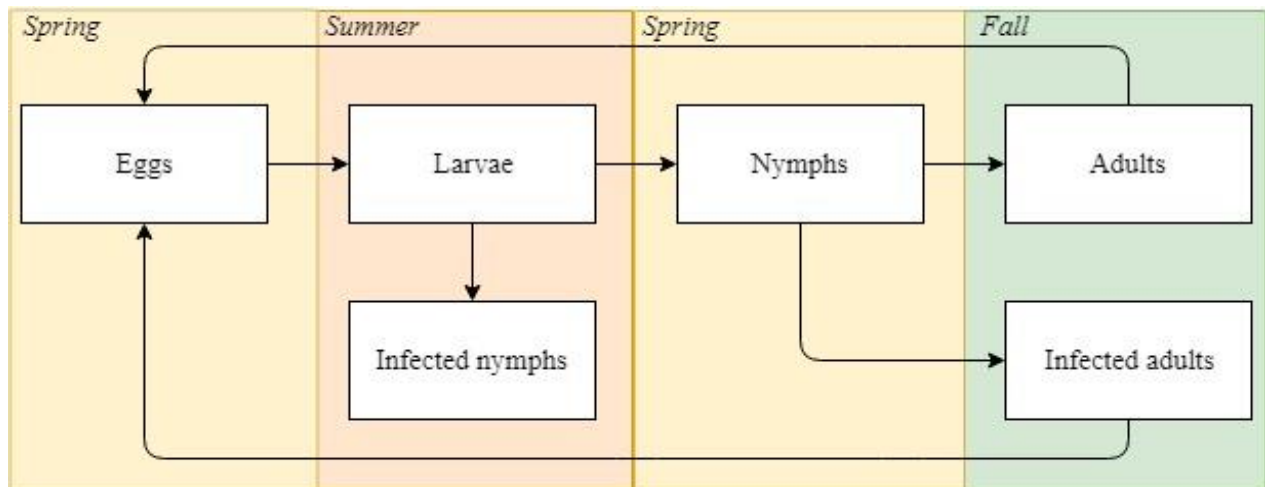 Spring
Summer
Spring
Fall
Eggs
Larvae
Nymphs
Adults
Infected nymphs
Infected adults